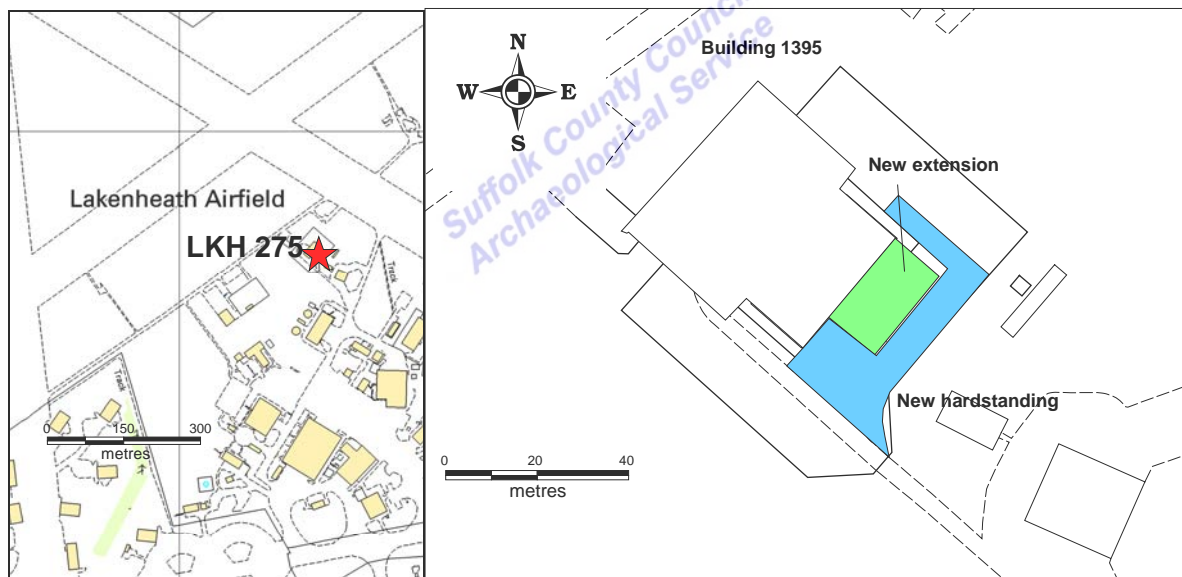 Lakenheath Airfield
LKH 275
Track
Track
0 150 300
metres
Suffolk County Council
Archaeological Service
N
W E
S
Building 1395
New extension
New hardstanding
0 20 40
metres